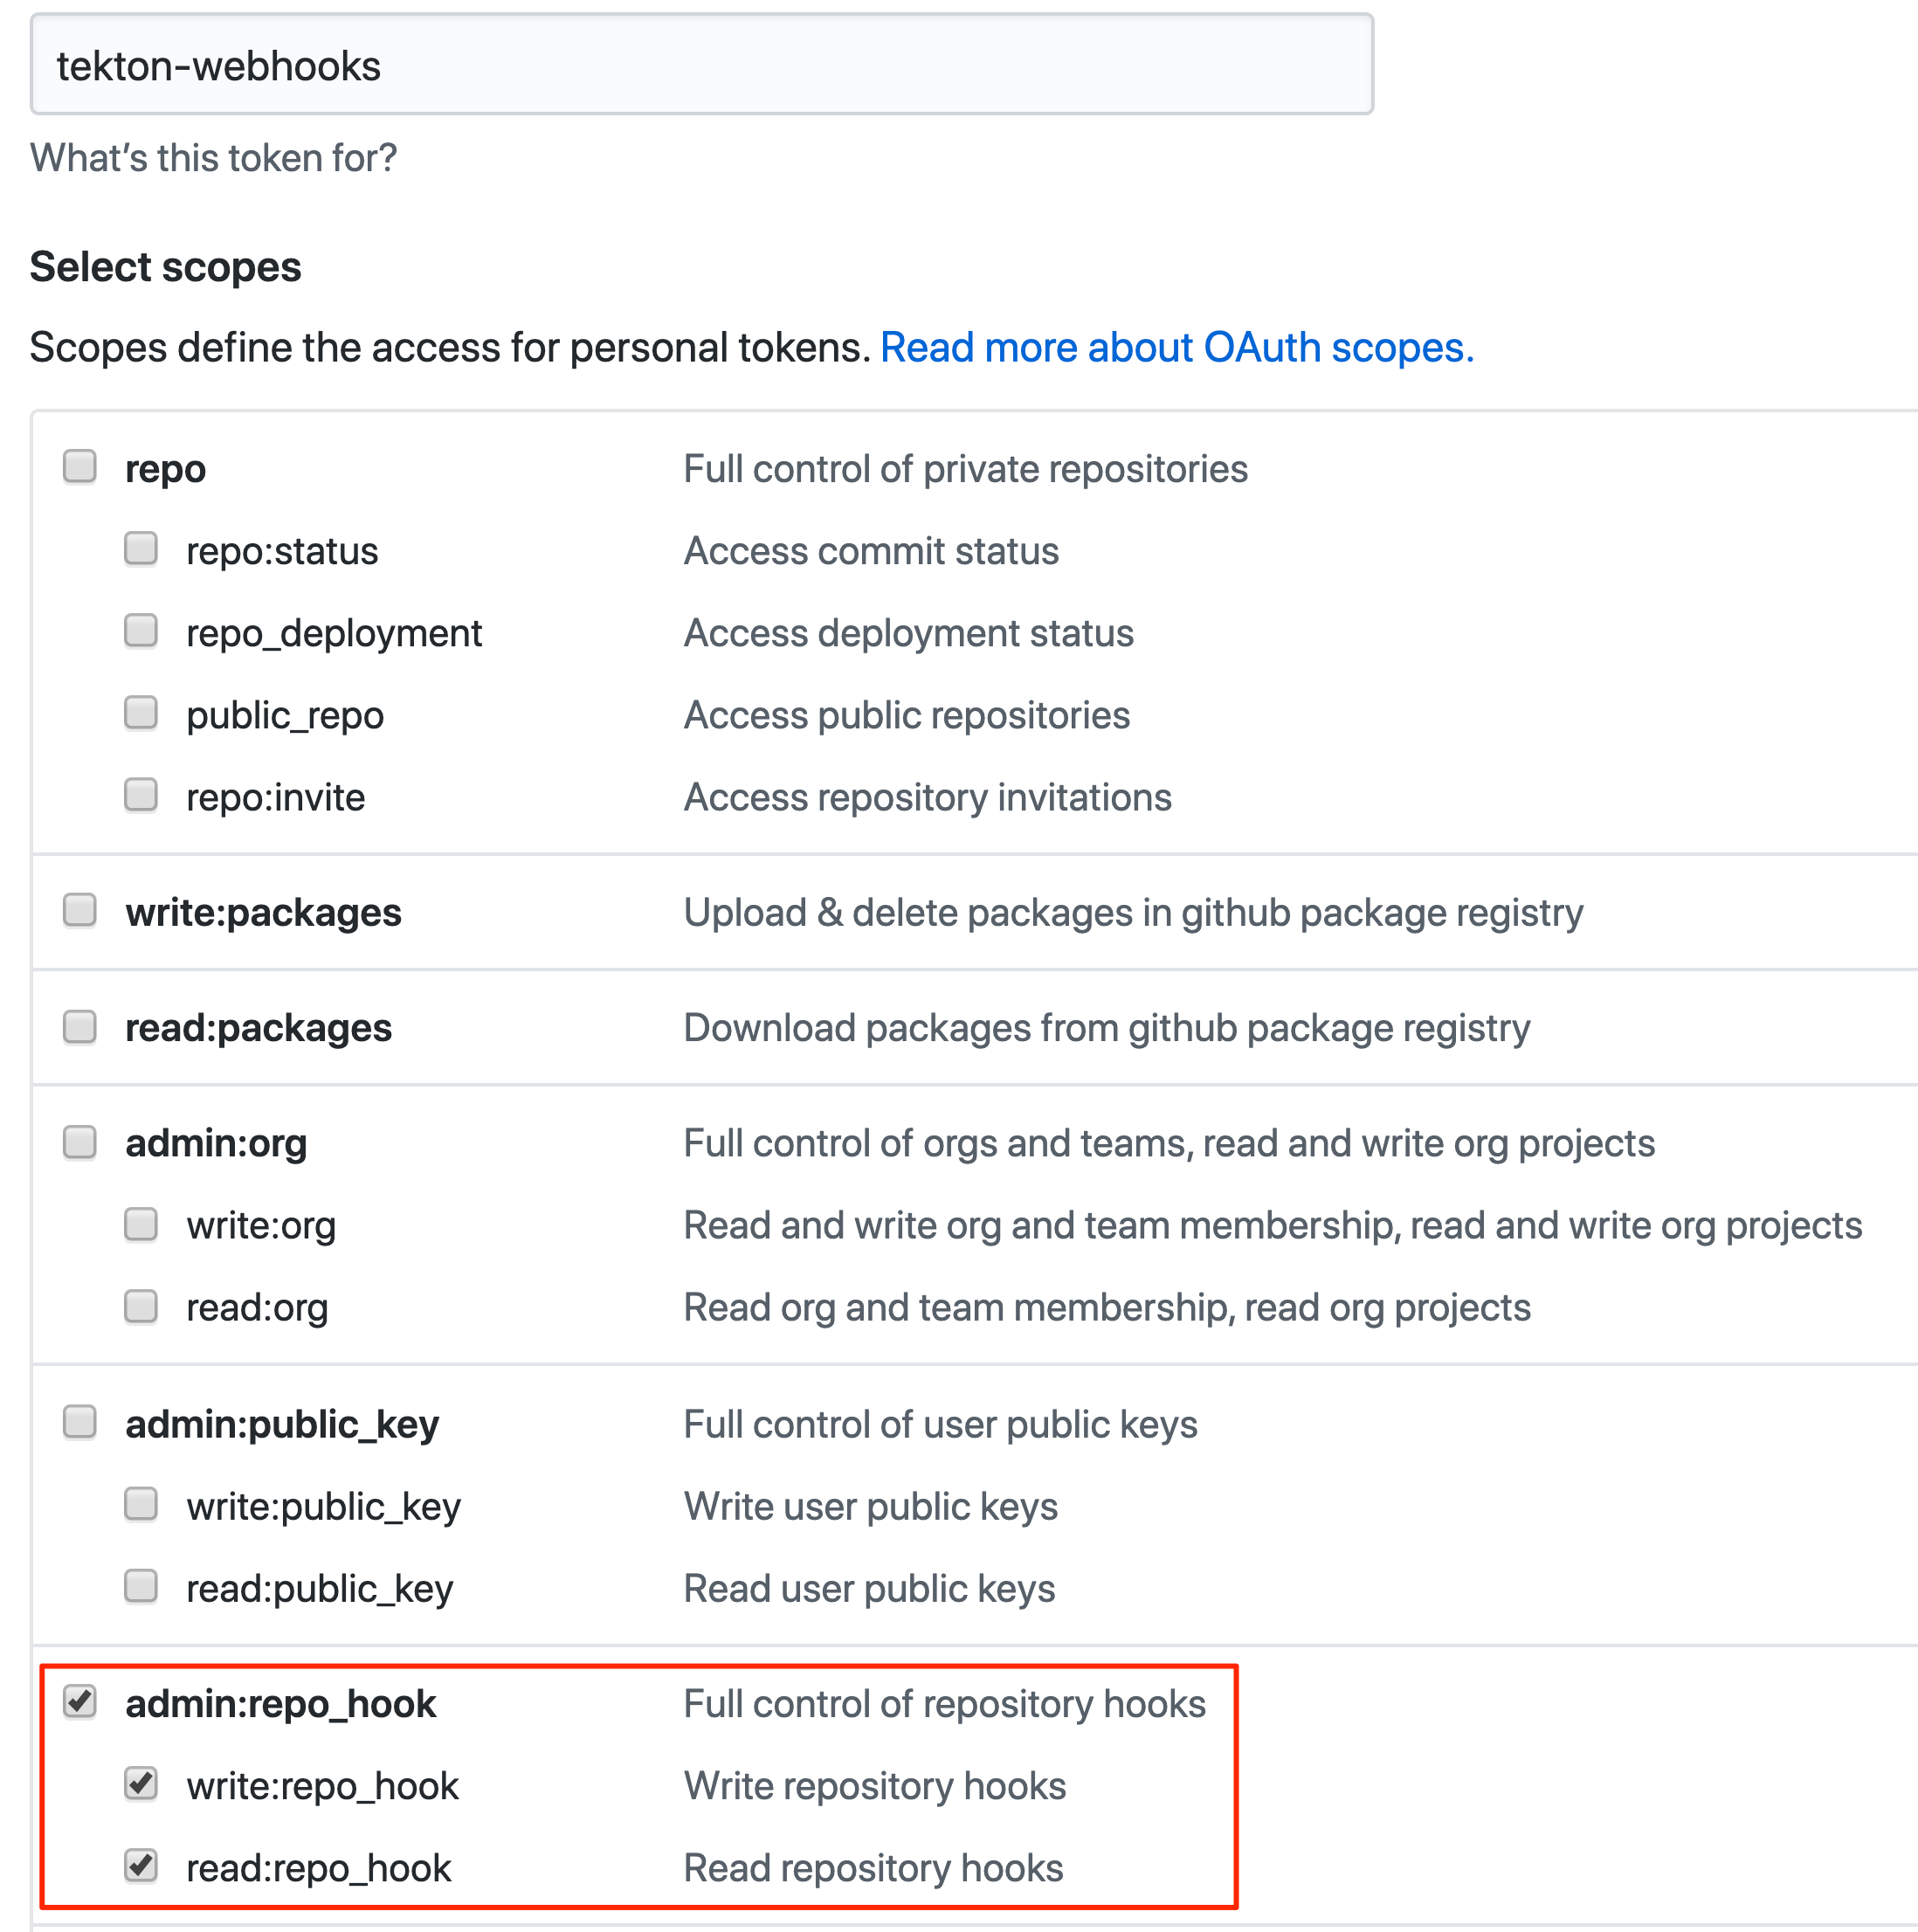 tekton-webhooks
What's this token for?
Select scopes
Scopes define the access for personal tokens. Read more about OAuth scopes.
repo Full control of private repositories
repo:status Access commit status
repo_deployment Access deployment status
public_repo Access public repositories
repo:invite Access repository invitations
write:packages Upload & delete packages in github package registry
read:packages Download packages from github package registry
admin:org Full control of orgs and teams, read and write org projects
write:org Read and write org and team membership, read and write org projects
read:org Read org and team membership, read org projects
admin:public_key Full control of user public keys
write:public_key Write user public keys
read:public_key Read user public keys
admin:repo_hook Full control of repository hooks
write:repo_hook Write repository hooks
read:repo_hook Read repository hooks